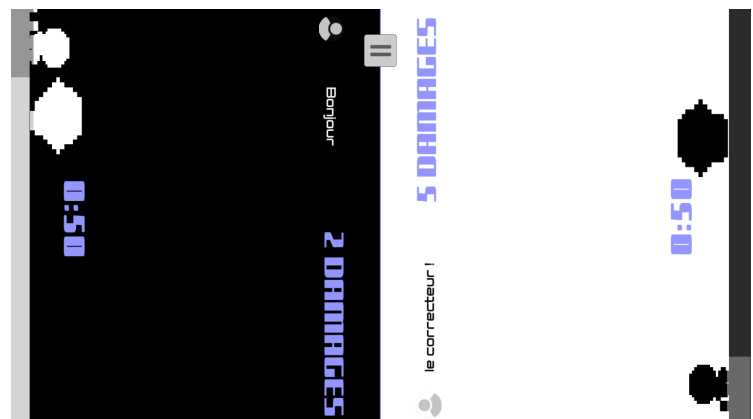 Bonjour
0:50
2 DAMAGES
5 DAMAGES
0:50
le correcteur !